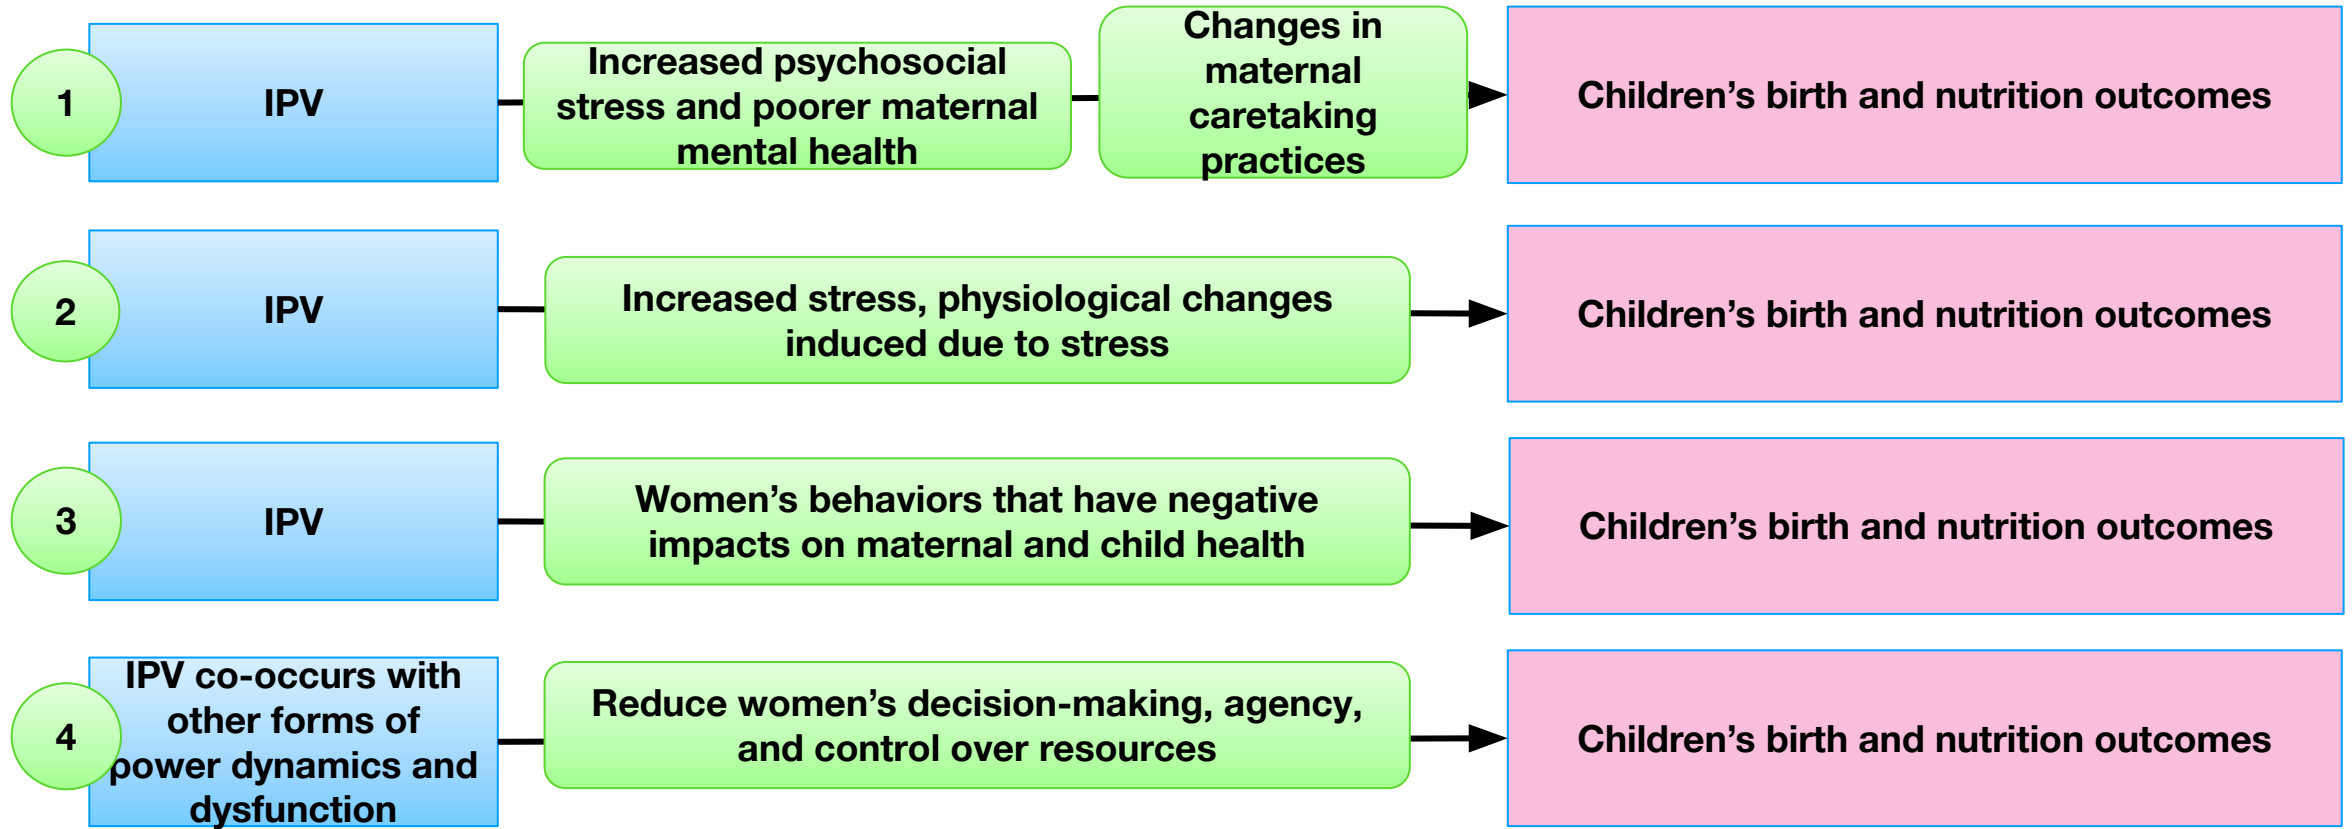 1
IPV
Increased psychosocial
stress and poorer maternal
mental health
Changes in
maternal
caretaking
practices
Children’s birth and nutrition outcomes
2
IPV
Increased stress, physiological changes
induced due to stress
Children’s birth and nutrition outcomes
3
IPV
Women’s behaviors that have negative
impacts on maternal and child health
Children’s birth and nutrition outcomes
4
IPV co-occurs with
other forms of
power dynamics and
dysfunction
Reduce women’s decision-making, agency,
and control over resources
Children’s birth and nutrition outcomes